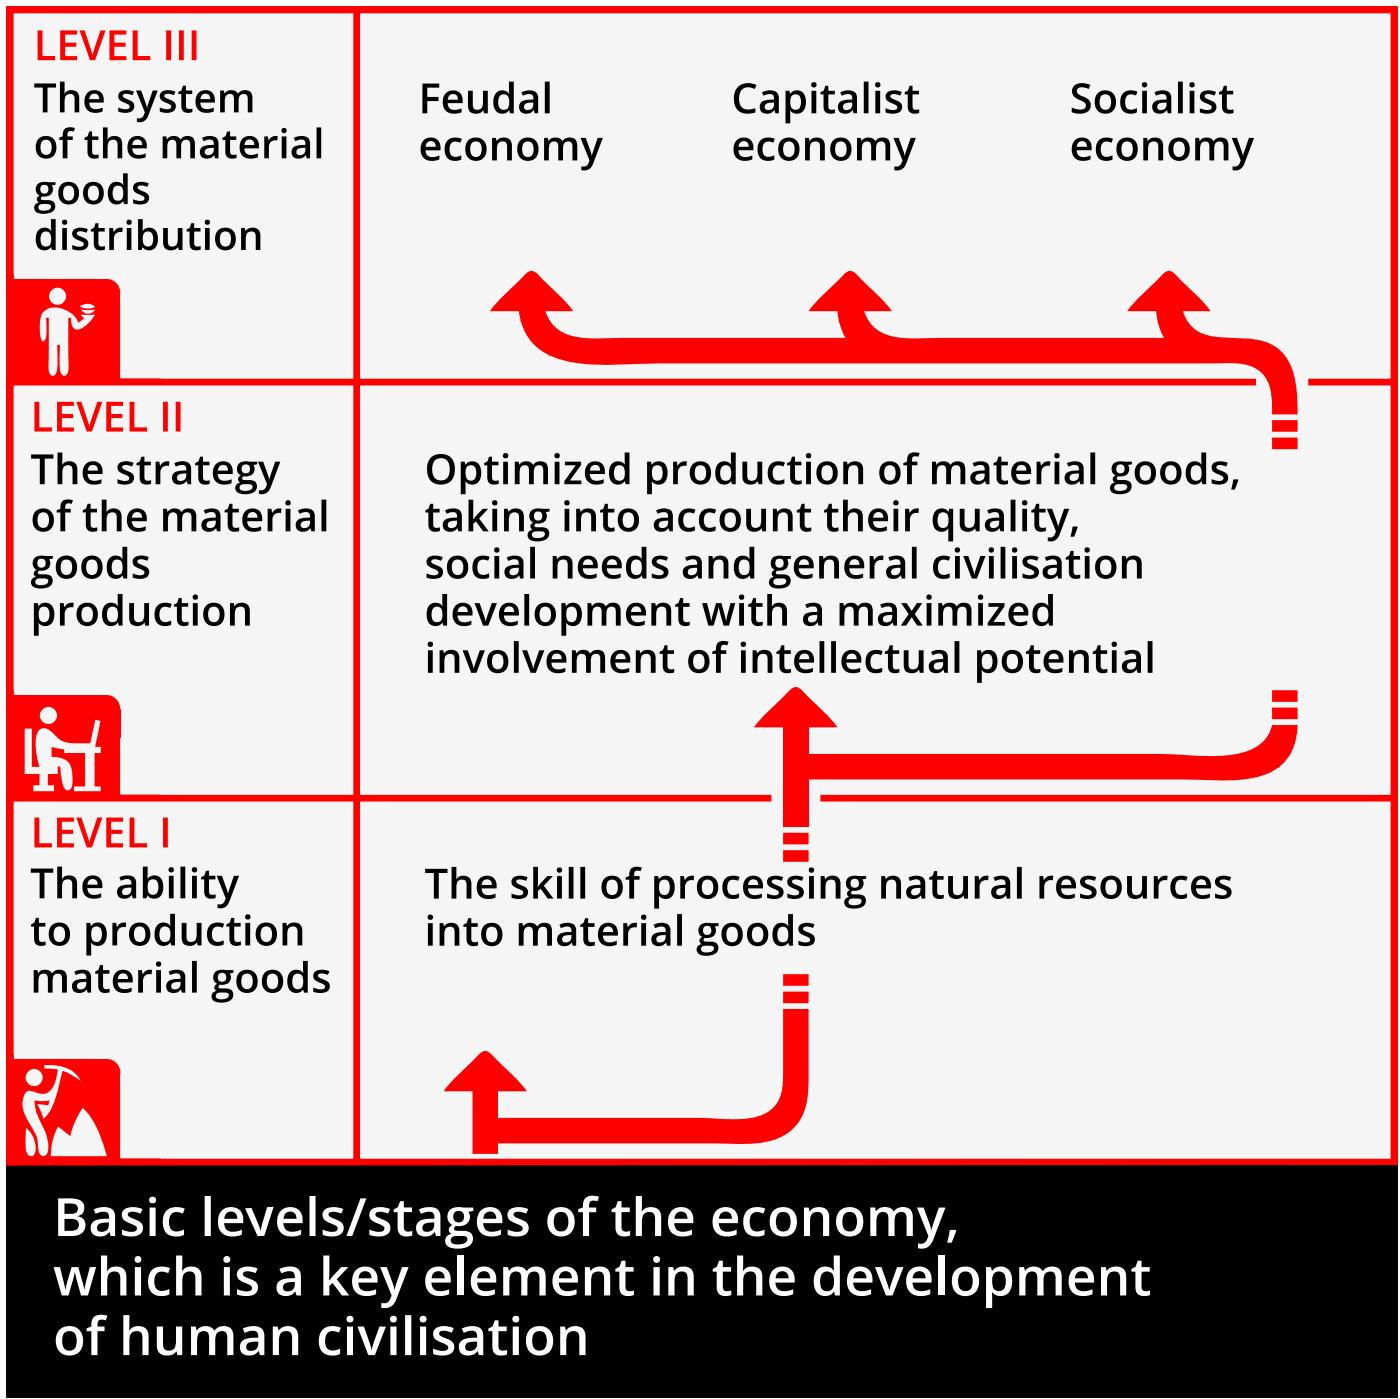 LEVEL III
The system
of the material
goods
distribution
Feudal
economy
Capitalist
economy
Socialist
economy
LEVEL II
The strategy
of the material
goods
production
Optimized production of material goods,
taking into account their quality,
social needs and general civilisation
development with a maximized
involvement of intellectual potential
LEVEL I
The ability
to production
material goods
The skill of processing natural resources
into material goods
Basic levels/stages of the economy,
which is a key element in the development
of human civilisation